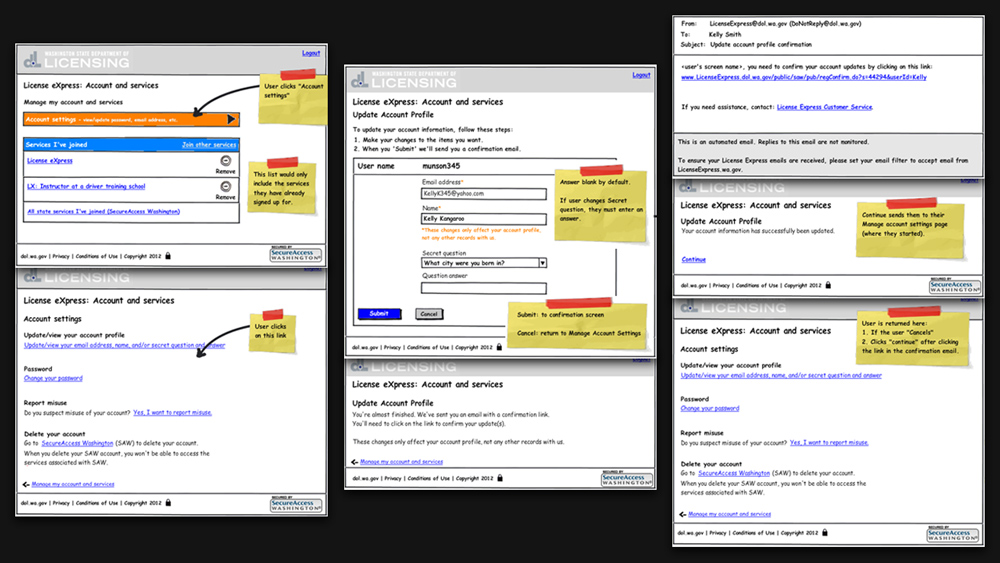 WASHINGTON STATE DEPARTMENT OF
LICENSING
Logout
License eXpress: Account and services
Manage my account and services
Account settings - view/update password, email address, etc.
Services I've joined
Join other services
License eXpress
Remove
LX: Instructor at a driver training school
Remove
All state services I've joined (SecureAccess Washington)
dol.wa.gov | Privacy | Conditions of Use | Copyright 2012
SECURED BY
SecureAccess
WASHINGTON
User clicks "Account
settings"
This list would only
include the services
they have already
signed up for.
LICENSING
License eXpress: Account and services
Account settings
Update/view your account profile
Update/view your email address, name, and/or secret question and answer
Password
Change your password
Report misuse
Do you suspect misuse of your account? Yes, I want to report misuse.
Delete your account
Go to SecureAccess Washington (SAW) to delete your account.
When you delete your SAW account, you won't be able to access the
services associated with SAW.
Manage my account and services
dol.wa.gov | Privacy | Conditions of Use | Copyright 2012
SECURED BY
SecureAccess
WASHINGTON
User clicks
on this link
WASHINGTON STATE DEPARTMENT OF
LICENSING
Logout
License eXpress: Account and services
Update Account Profile
To update your account information, follow these steps:
1. Make your changes to the items you want.
2. When you 'Submit' we'll send you a confirmation email.
User name munson345
Email address*
KellyK345@yahoo.com
Name*
Kelly Kangaroo
*These changes only affect your account profile,
not any other records with us.
Secret question
What city were you born in?
Question answer
Submit
Cancel
dol.wa.gov | Privacy | Conditions of Use | Copyright 2012
Answer blank by default.
If user changes Secret
question, they must enter an
answer.
Submit: to confirmation screen
Cancel: return to Manage Account Settings
LICENSING
License eXpress: Account and services
Update Account Profile
You're almost finished. We've sent you an email with a confirmation link.
You'll need to click on the link to confirm your update(s).
These changes only affect your account profile, not any other records with us.
Manage my account and services
dol.wa.gov | Privacy | Conditions of Use | Copyright 2012
SECURED BY
SecureAccess
WASHINGTON
From: LicenseExpress@dol.wa.gov (DoNotReply@dol.wa.gov)
To: Kelly Smith
Subject: Update account profile confirmation
<user's screen name>, you need to confirm your account updates by clicking on this link:
www.LicenseExpress.dol.wa.gov/public/saw/pub/regConfirm.do?s=44294&userId=Kelly
If you need assistance, contact: License Express Customer Service.
This is an automated email. Replies to this email are not monitored.
To ensure your License Express emails are received, please set your email filter to accept email from
LicenseExpress.wa.gov.
LICENSING
License eXpress: Account and services
Update Account Profile
Your account information has successfully been updated.
Continue
dol.wa.gov | Privacy | Conditions of Use | Copyright 2012
SECURED BY
SecureAccess
WASHINGTON
Continue sends them to their
Manage account settings page
(where they started).
LICENSING
License eXpress: Account and services
Account settings
Update/view your account profile
Update/view your email address, name, and/or secret question and answer
Password
Change your password
Report misuse
Do you suspect misuse of your account? Yes, I want to report misuse.
Delete your account
Go to SecureAccess Washington (SAW) to delete your account.
When you delete your SAW account, you won't be able to access the
services associated with SAW.
Manage my account and services
dol.wa.gov | Privacy | Conditions of Use | Copyright 2012
SECURED BY
SecureAccess
WASHINGTON
User is returned here:
1. If the user "Cancels"
2. Clicks "continue" after clicking
the link in the confirmation email.